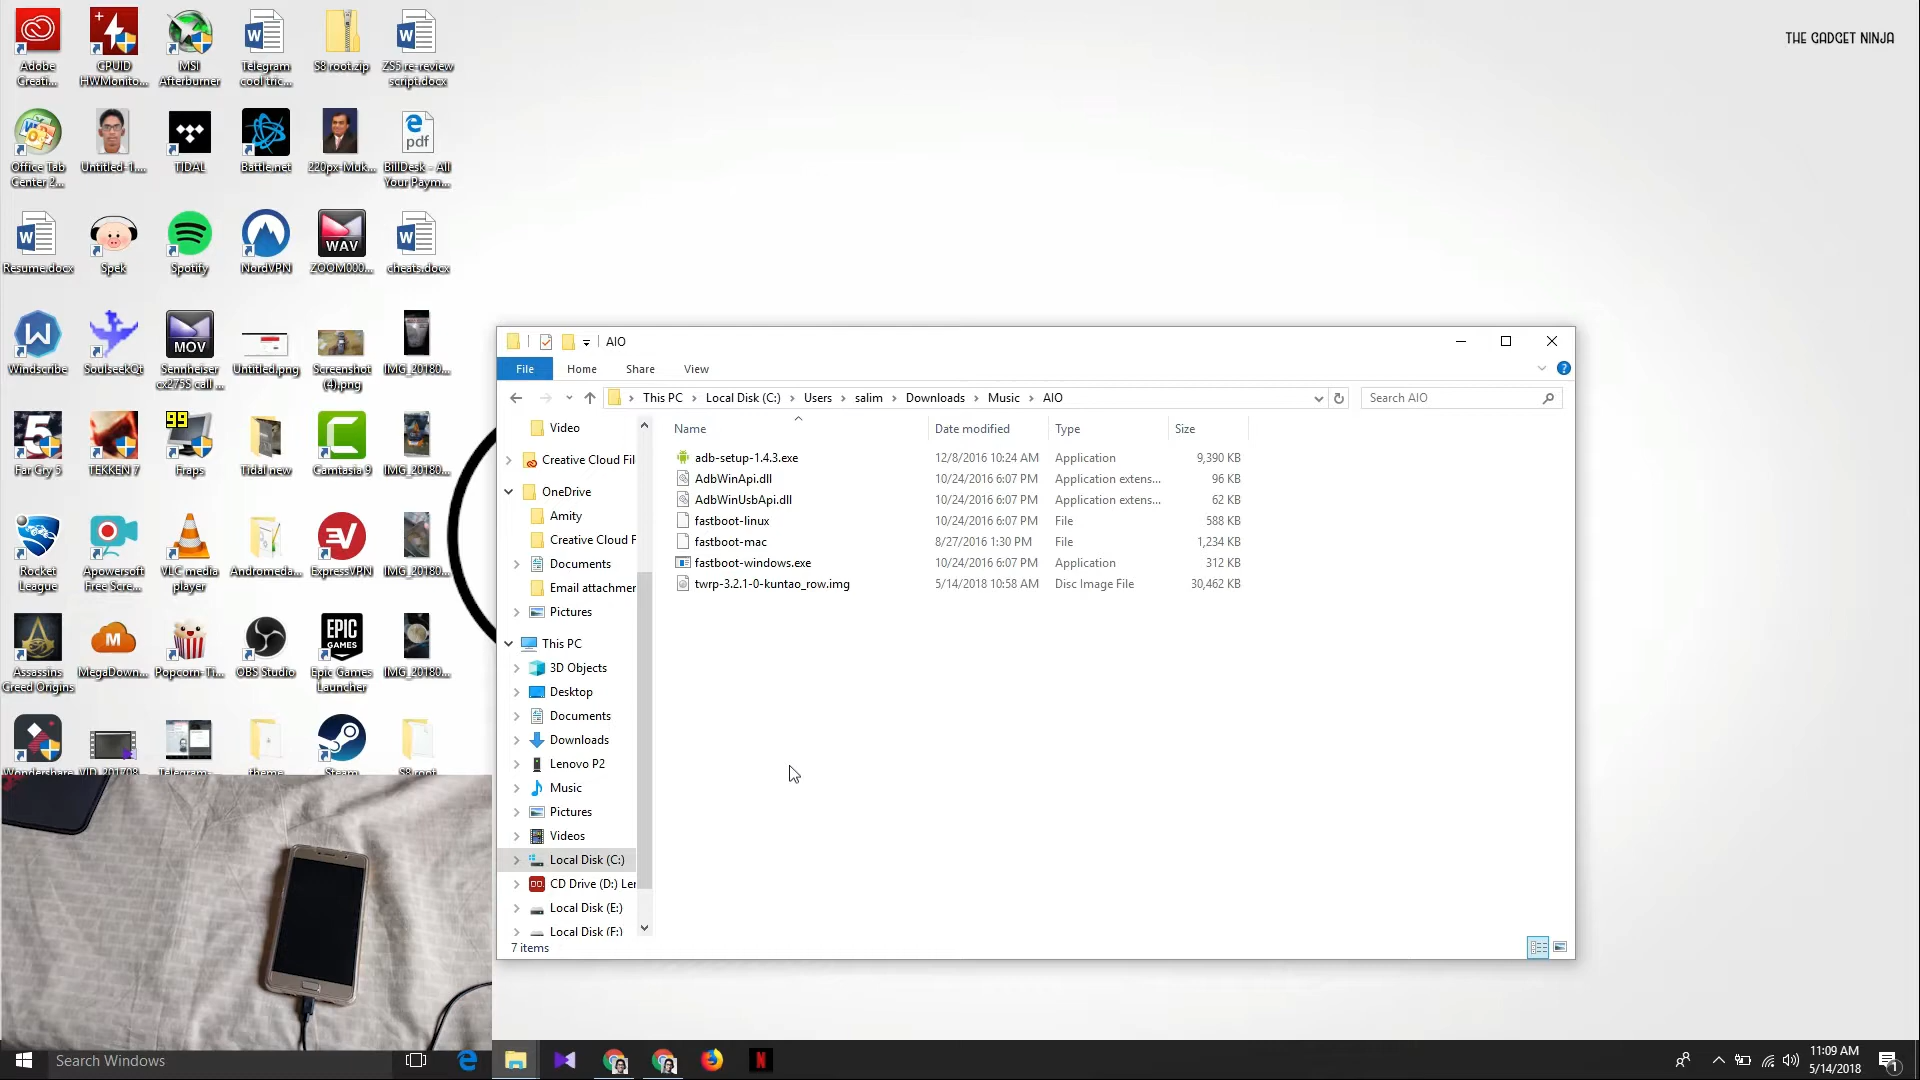 THE GADGET NINJA
Adobe
Creati...
CPUID
HWMonito...
MSI
Afterburner
Telegram
cool tric...
S8 root.zip
ZS5 re-review
script.docx
Office Tab
Center 2...
Untitled-1....
TIDAL
Battle.net
220px-Muk...
pdf
BillDesk - All
Your Paym...
Resume.docx
Spek
Spotify
NordVPN
WAV
ZOOM000...
cheats.docx
Windscribe
SoulseekQt
MOV
Sennheiser
cx275S call ...
Untitled.png
Screenshot
(4).png
IMG_20180...
Far Cry 5
TEKKEN 7
99
Fraps
Tidal new
Camtasia 9
IMG_20180...
Rocket
League
Apowersoft
Free Scre...
VLC media
player
Andromeda...
ExpressVPN
IMG_20180...
Assassins
Creed Origins
MegaDown...
Popcorn-Ti...
OBS Studio
EPIC
GAMES
Epic Games
Launcher
IMG_20180...
Wondershare
VID_201708...
Telegram-...
theme
Steam
S8 root
AIO
File
Home
Share
View
This PC
Local Disk (C:)
Users
salim
Downloads
Music
AIO
Search AIO
Video
Creative Cloud Fil
OneDrive
Amity
Creative Cloud F
Documents
Email attachmer
Pictures
This PC
3D Objects
Desktop
Documents
Downloads
Lenovo P2
Music
Pictures
Videos
Local Disk (C:)
CD Drive (D:) Ler
Local Disk (E:)
Local Disk (F:)
Name Date modified Type Size
adb-setup-1.4.3.exe 12/8/2016 10:24 AM Application 9,390 KB
AdbWinApi.dll 10/24/2016 6:07 PM Application extens... 96 KB
AdbWinUsbApi.dll 10/24/2016 6:07 PM Application extens... 62 KB
fastboot-linux 10/24/2016 6:07 PM File 588 KB
fastboot-mac 8/27/2016 1:30 PM File 1,234 KB
fastboot-windows.exe 10/24/2016 6:07 PM Application 312 KB
twrp-3.2.1-0-kuntao_row.img 5/14/2018 10:58 AM Disc Image File 30,462 KB
7 items
Search Windows
11:09 AM
5/14/2018
1